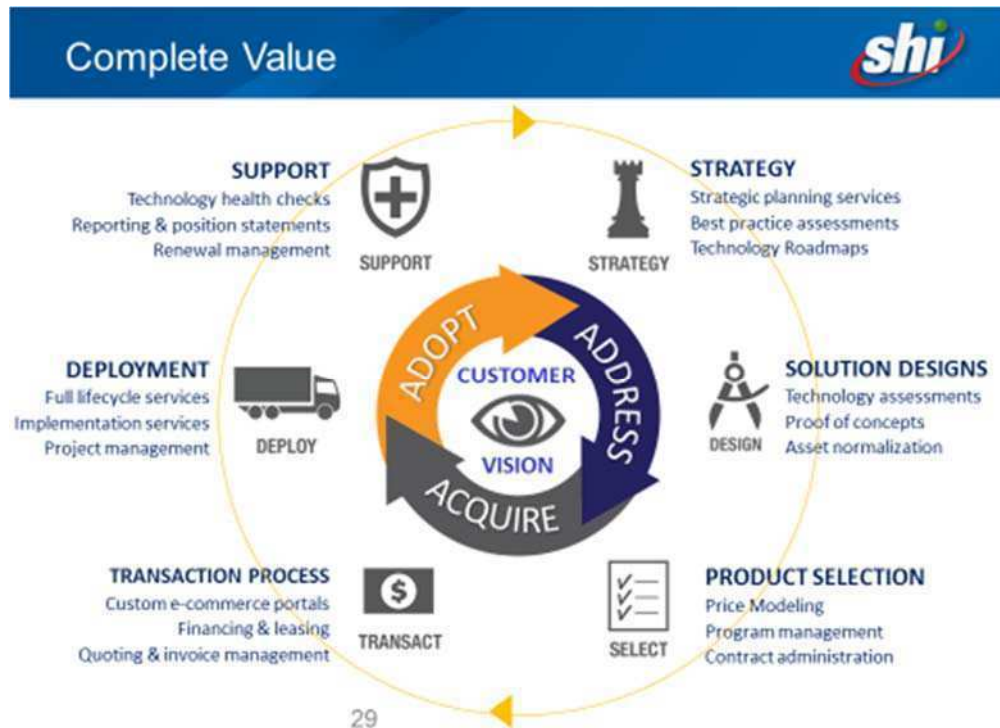 Complete Value
shi
SUPPORT
Technology health checks
Reporting & position statements
Renewal management
SUPPORT
STRATEGY
Strategic planning services
Best practice assessments
Technology Roadmaps
STRATEGY
ADOPT
ADDRESS
ACQUIRE
CUSTOMER
VISION
DEPLOYMENT
Full lifecycle services
Implementation services
Project management
DEPLOY
SOLUTION DESIGNS
Technology assessments
Proof of concepts
Asset normalization
DESIGN
TRANSACTION PROCESS
Custom e-commerce portals
Financing & leasing
Quoting & invoice management
$
TRANSACT
PRODUCT SELECTION
Price Modeling
Program management
Contract administration
SELECT
29